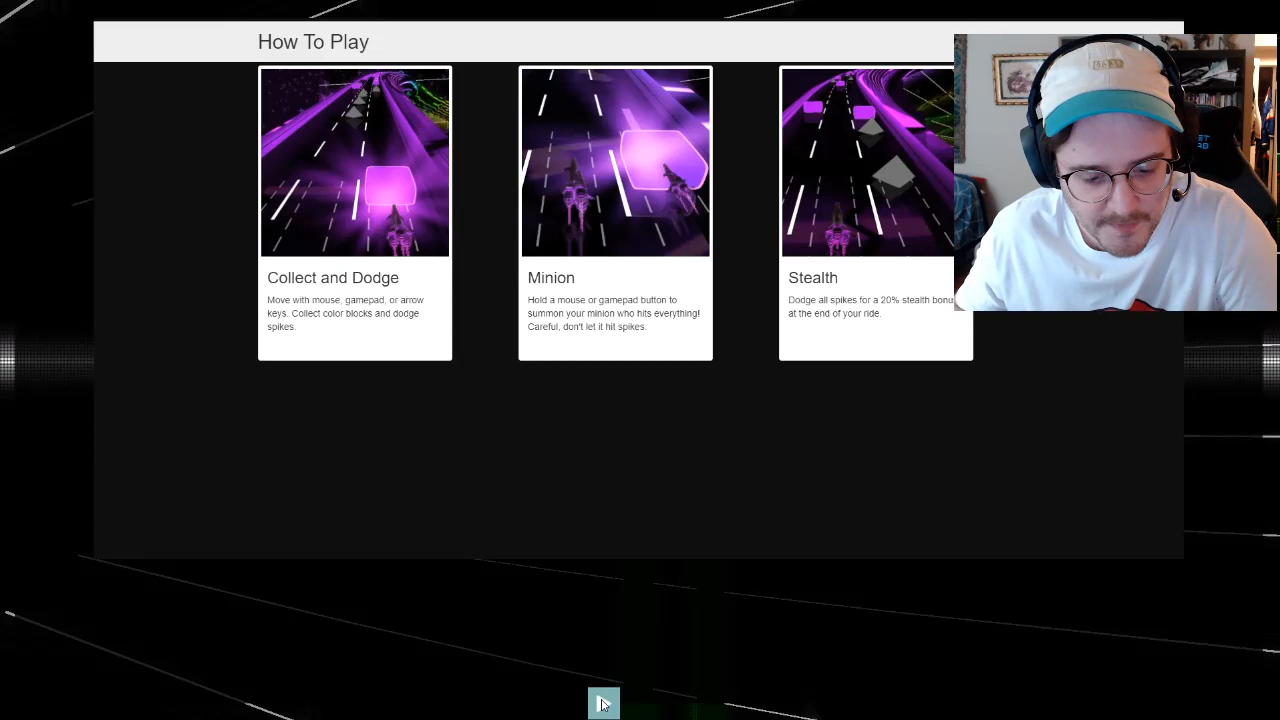 How To Play
Collect and Dodge
Move with mouse, gamepad, or arrow
keys. Collect color blocks and dodge
spikes.
Minion
Hold a mouse or gamepad button to
summon your minion who hits everything!
Careful, don't let it hit spikes.
Stealth
Dodge all spikes for a 20% stealth
at the end of your ride.